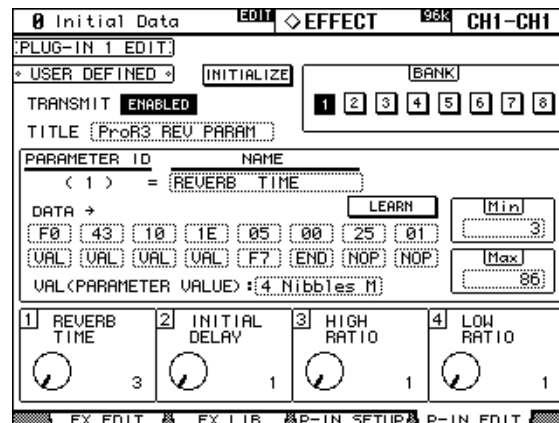 0 Initial Data EDIT ◇EFFECT 96K CH1-CH1
PLUG-IN 1 EDIT
USER DEFINED INITIALIZE BANK
TRANSMIT ENABLED 1 2 3 4 5 6 7 8
TITLE ProR3 REV PARAM
PARAMETER ID NAME
( 1 ) = REVERB TIME
DATA → LEARN Min
F0 43 10 1E 05 00 25 01 3
VAL VAL VAL VAL F7 END NOP NOP Max
VAL(PARAMETER VALUE): 4 Nibbles M 86
1 REVERB TIME 3
2 INITIAL DELAY 1
3 HIGH RATIO 1
4 LOW RATIO 1
FX EDIT FX LIB P-IN SETUP P-IN EDIT